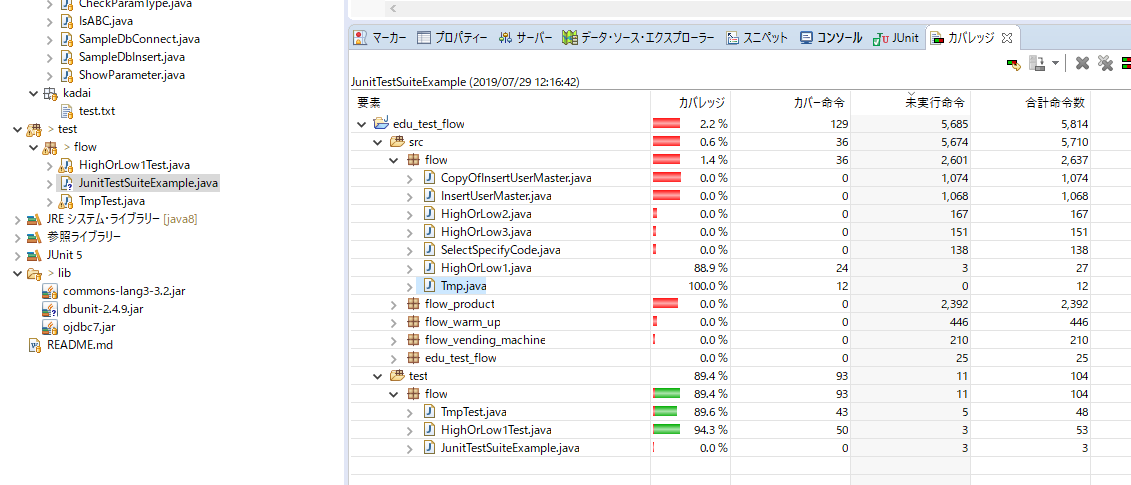 CheckParamType.java
IsABC.java
SampleDbConnect.java
SampleDbInsert.java
ShowParameter.java
kadai
test.txt
> test
> flow
HighOrLow1Test.java
JunitTestSuiteExample.java
TmpTest.java
JRE システム・ライブラリー [java8]
参照ライブラリー
JUnit 5
> lib
commons-lang3-3.2.jar
dbunit-2.4.9.jar
ojdbc7.jar
README.md
マーカー プロパティー サーバー データ・ソース・エクスプローラー スニペット コンソール JUnit カバレッジ
JunitTestSuiteExample (2019/07/29 12:16:42)
要素 カバレッジ カバー命令 未実行命令 合計命令数
edu_test_flow 2.2 % 129 5,685 5,814
src 0.6 % 36 5,674 5,710
flow 1.4 % 36 2,601 2,637
CopyOfInsertUserMaster.java 0.0 % 0 1,074 1,074
InsertUserMaster.java 0.0 % 0 1,068 1,068
HighOrLow2.java 0.0 % 0 167 167
HighOrLow3.java 0.0 % 0 151 151
SelectSpecifyCode.java 0.0 % 0 138 138
HighOrLow1.java 88.9 % 24 3 27
Tmp.java 100.0 % 12 0 12
flow_product 0.0 % 0 2,392 2,392
flow_warm_up 0.0 % 0 446 446
flow_vending_machine 0.0 % 0 210 210
edu_test_flow 0.0 % 0 25 25
test 89.4 % 93 11 104
flow 89.4 % 93 11 104
TmpTest.java 89.6 % 43 5 48
HighOrLow1Test.java 94.3 % 50 3 53
JunitTestSuiteExample.java 0.0 % 0 3 3